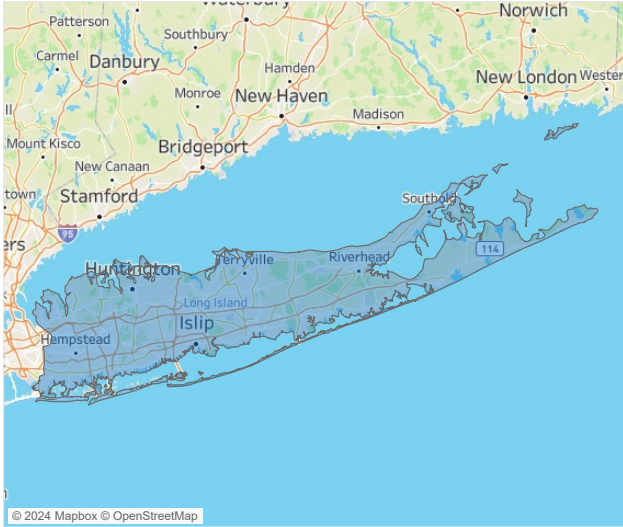 Waterbury
Norwich
Patterson
Southbury
Carmel
Danbury
Hamden
New London
Wester
Monroe
New Haven
Madison
Mount Kisco
Bridgeport
New Canaan
town
Stamford
95
ers
Southold
114
Huntington
Terryville
Riverhead
Long Island
Islip
Hempstead
© 2024 Mapbox © OpenStreetMap